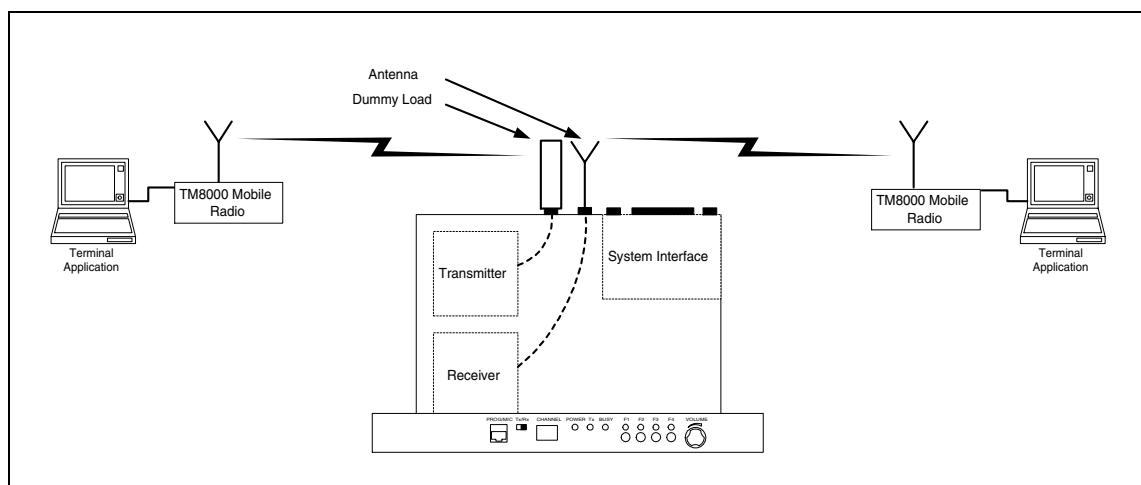 Antenna
Dummy Load
TM8000 Mobile
Radio
Terminal
Application
TM8000 Mobile
Radio
Terminal
Application
Transmitter
System Interface
Receiver
PROG/MIC Tx/Rx CHANNEL POWER Tx BUSY F1 F2 F3 F4 VOLUME